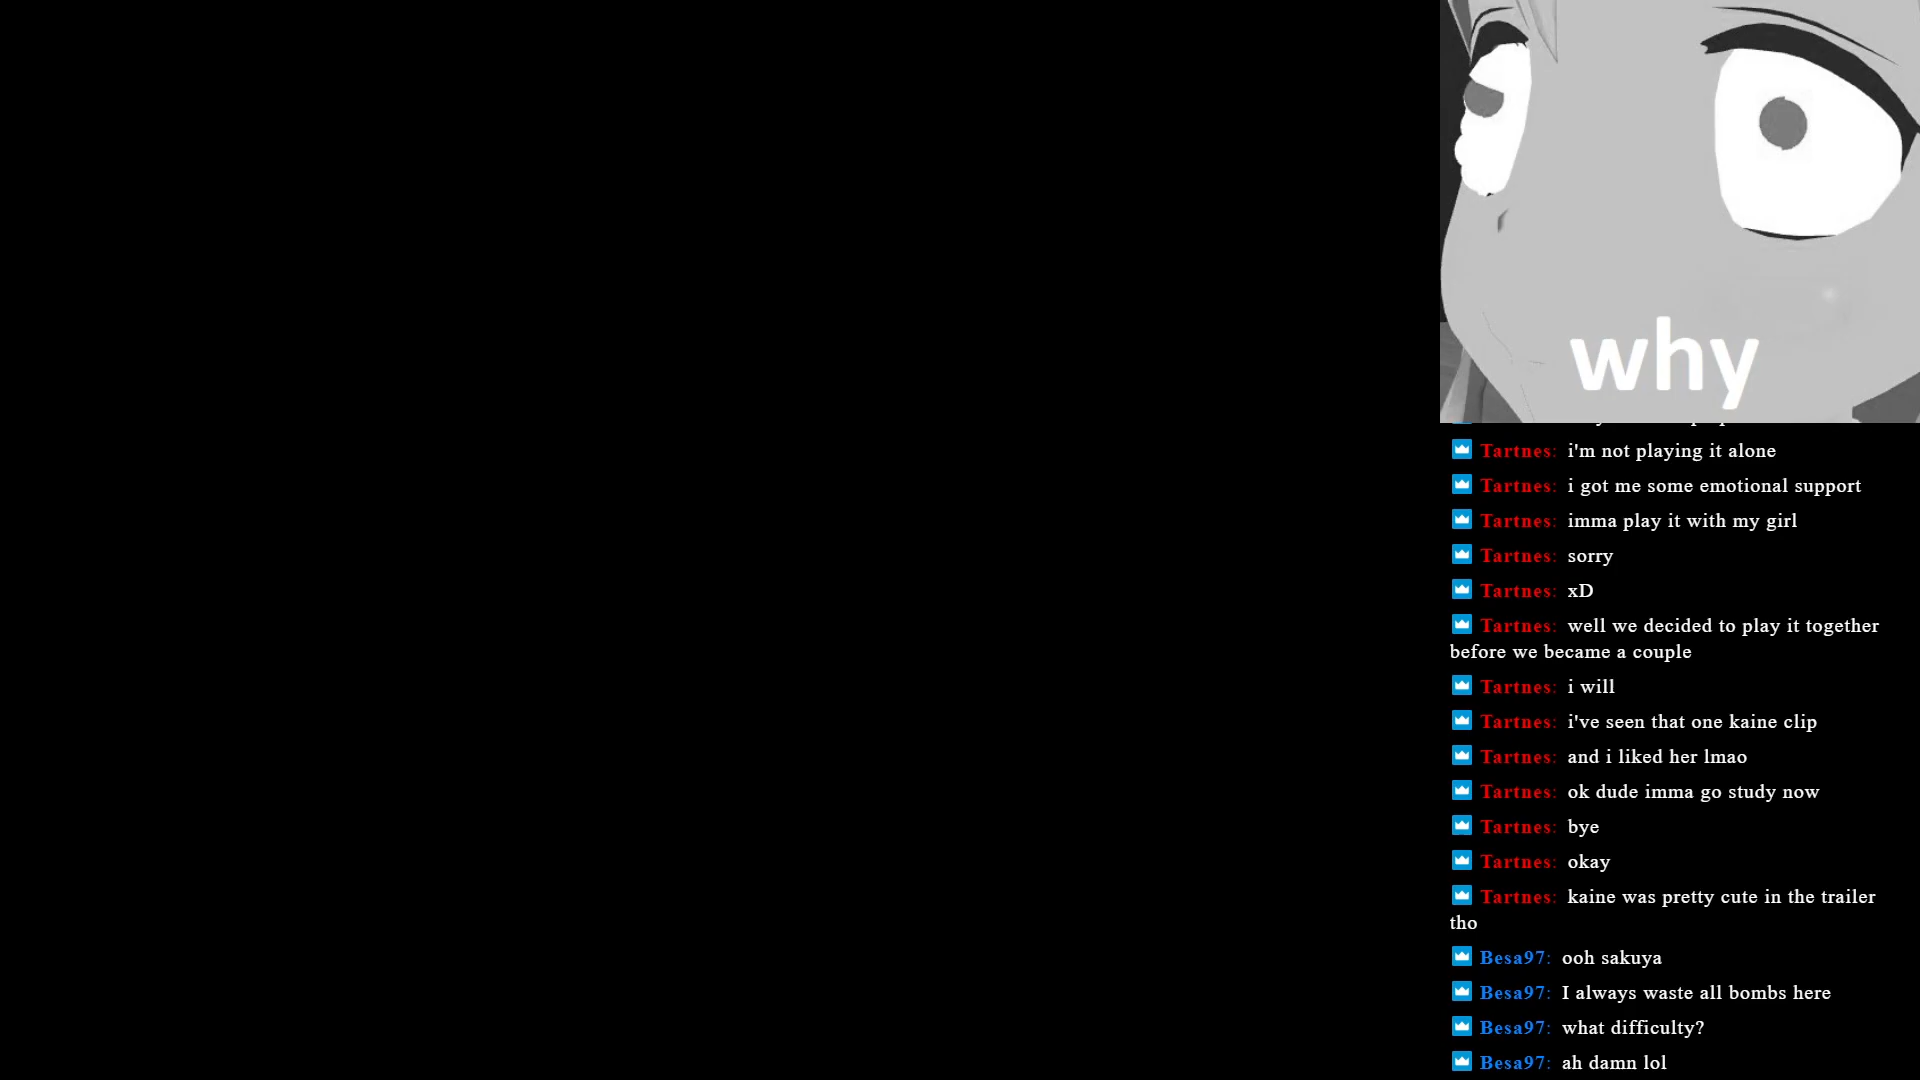 why
Tartnes: i'm not playing it alone
Tartnes: i got me some emotional support
Tartnes: imma play it with my girl
Tartnes: sorry
Tartnes: xD
Tartnes: well we decided to play it together
before we became a couple
Tartnes: i will
Tartnes: i've seen that one kaine clip
Tartnes: and i liked her lmao
Tartnes: ok dude imma go study now
Tartnes: bye
Tartnes: okay
Tartnes: kaine was pretty cute in the trailer
tho
Besa97: ooh sakuya
Besa97: I always waste all bombs here
Besa97: what difficulty?
Besa97: ah damn lol